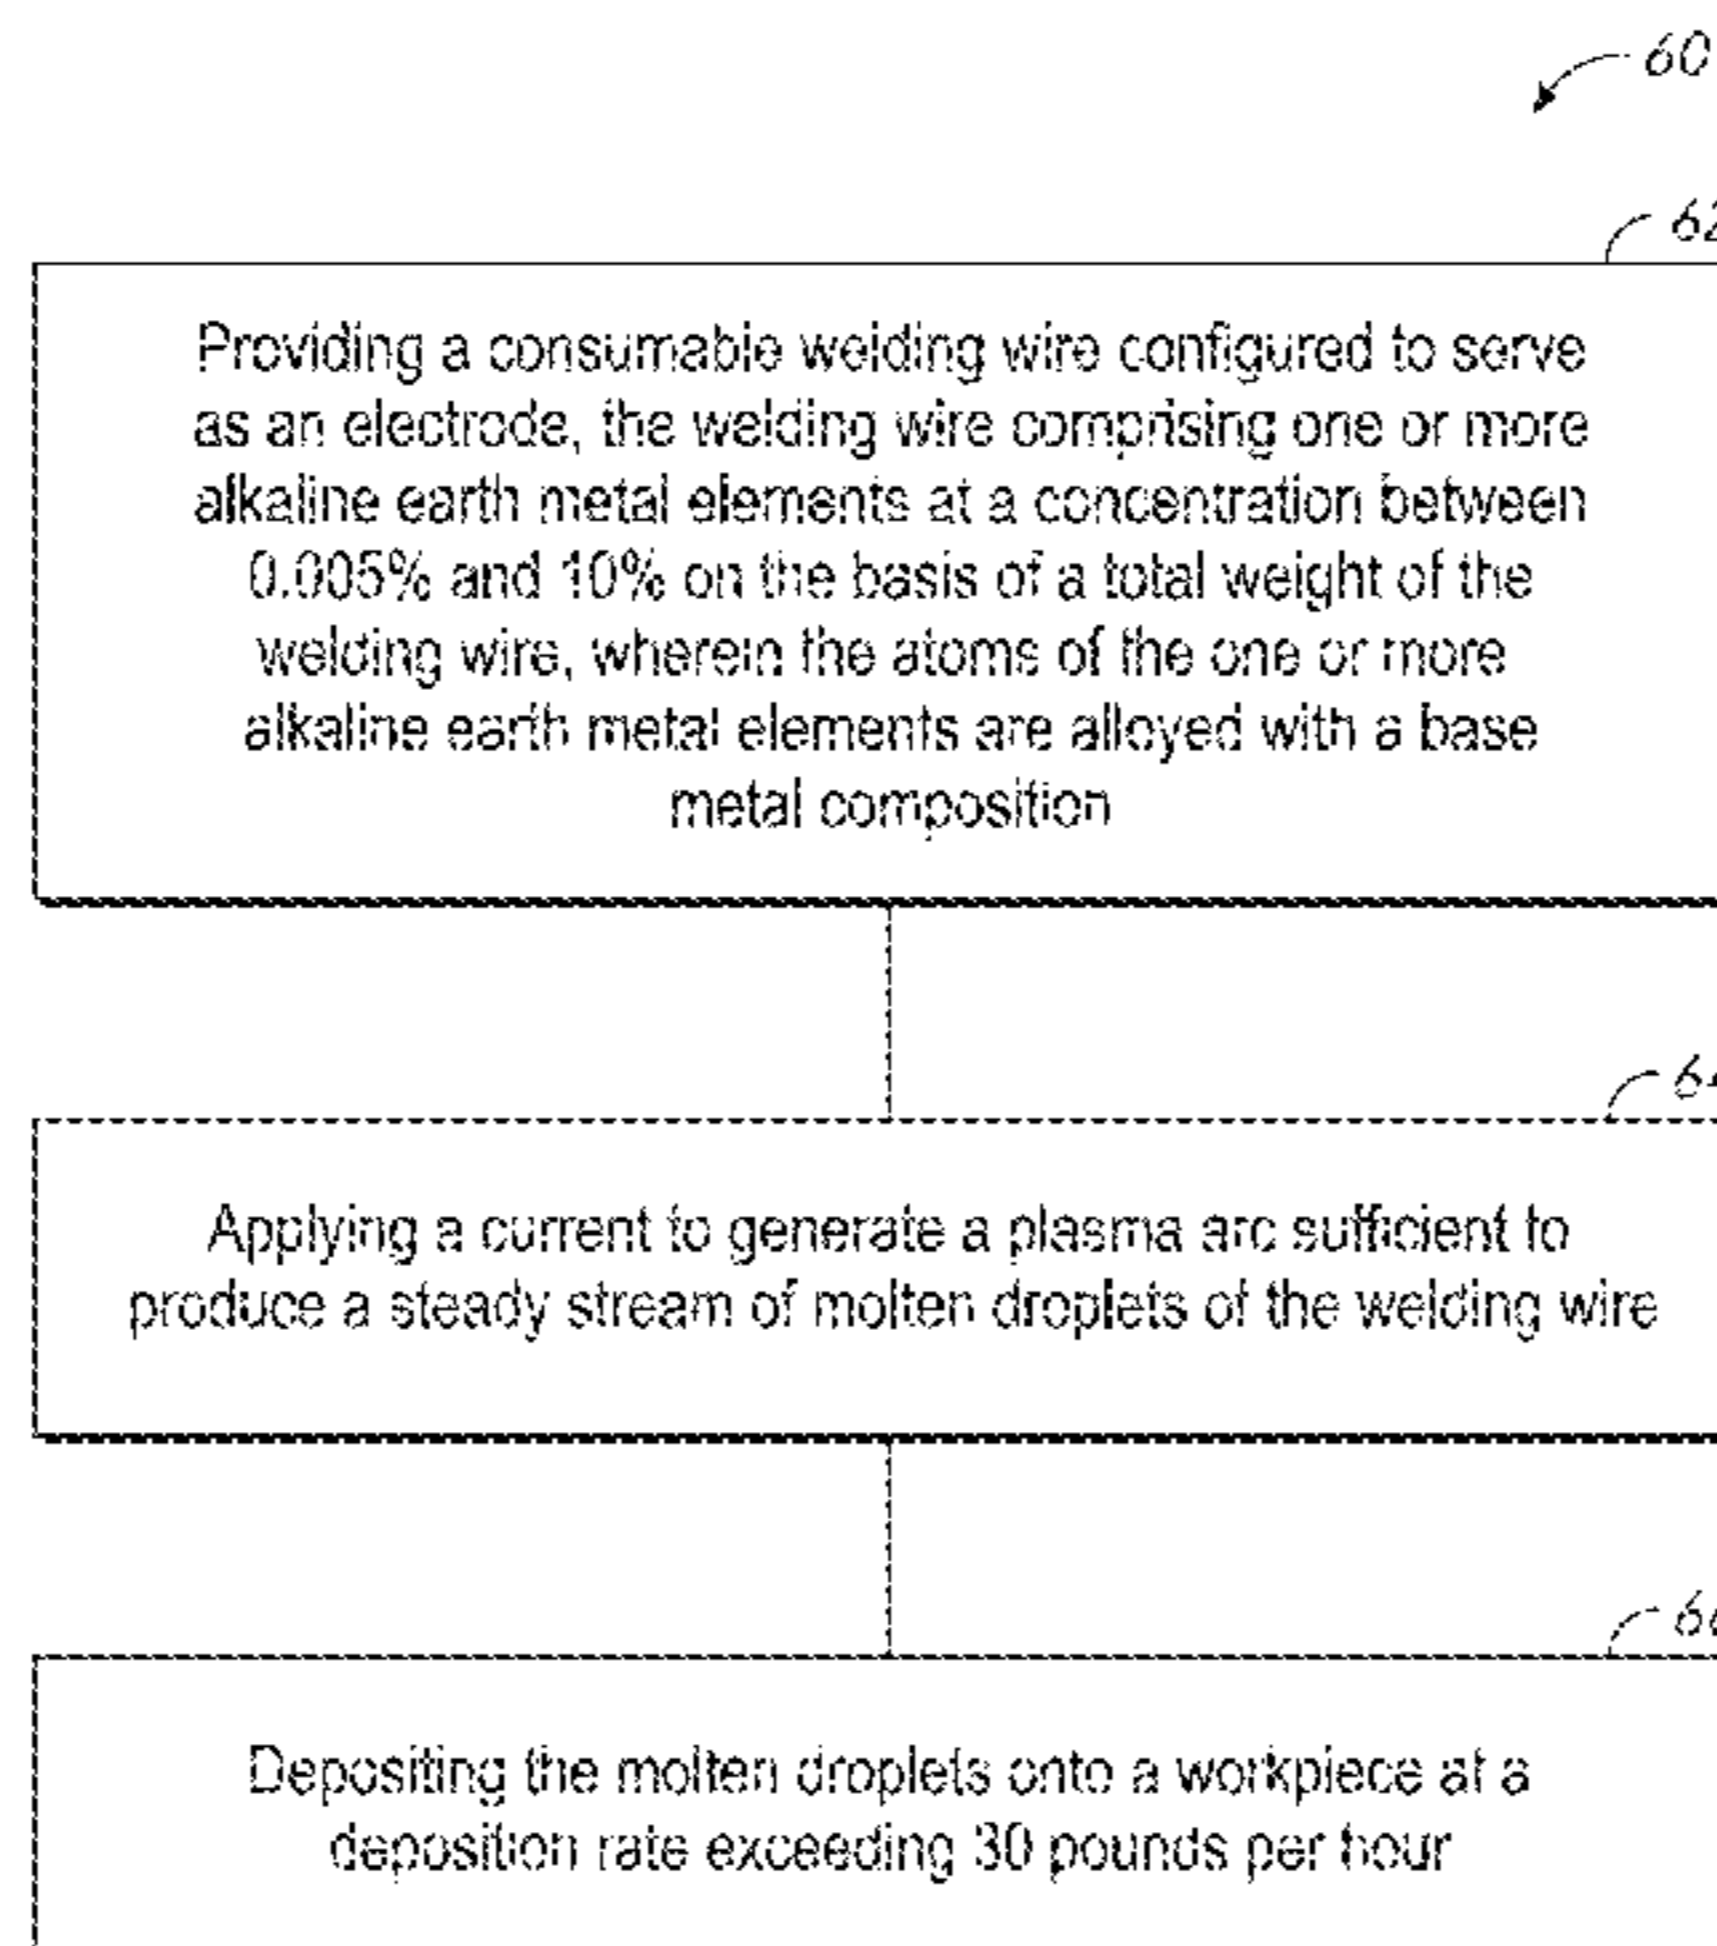 60
62
Providing a consumable welding wire configured to serve
as an electrode, the welding wire comprising one or more
alkaline earth metal elements at a concentration between
0.005% and 10% on the basis of a total weight of the
welding wire, wherein the atoms of the one or more
alkaline earth metal elements are alloyed with a base
metal composition
64
Applying a current to generate a plasma arc sufficient to
produce a steady stream of molten droplets of the welding wire
66
Depositing the molten droplets onto a workpiece at a
deposition rate exceeding 30 pounds per hour